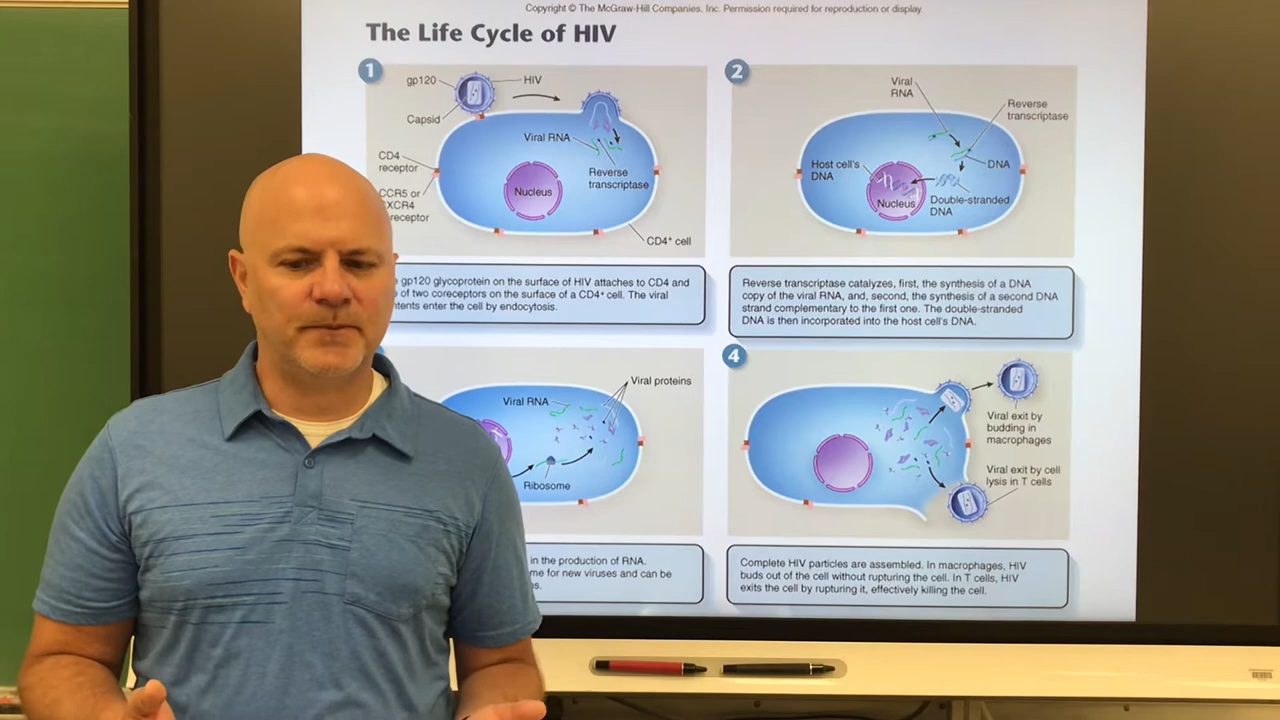 Copyright © The McGraw-Hill Companies, Inc. Permission required for reproduction or display.
The Life Cycle of HIV
1
gp120
HIV
Capsid
Viral RNA
CD4
receptor
Reverse
transcriptase
CCR5 or
CXCR4
receptor
Nucleus
CD4⁺ cell
gp120 glycoprotein on the surface of HIV attaches to CD4 and
of two coreceptors on the surface of a CD4⁺ cell. The viral
enter the cell by endocytosis.
2
Viral
RNA
Reverse
transcriptase
Host cell's
DNA
DNA
Nucleus
Double-stranded
DNA
Reverse transcriptase catalyzes, first, the synthesis of a DNA
copy of the viral RNA, and, second, the synthesis of a second DNA
strand complementary to the first one. The double-stranded
DNA is then incorporated into the host cell's DNA.
Viral proteins
Viral RNA
Ribosome
in the production of RNA.
for new viruses and can be
4
Viral exit by
budding in
macrophages
Viral exit by cell
lysis in T cells
Complete HIV particles are assembled. In macrophages, HIV
buds out of the cell without rupturing the cell. In T cells, HIV
exits the cell by rupturing it, effectively killing the cell.